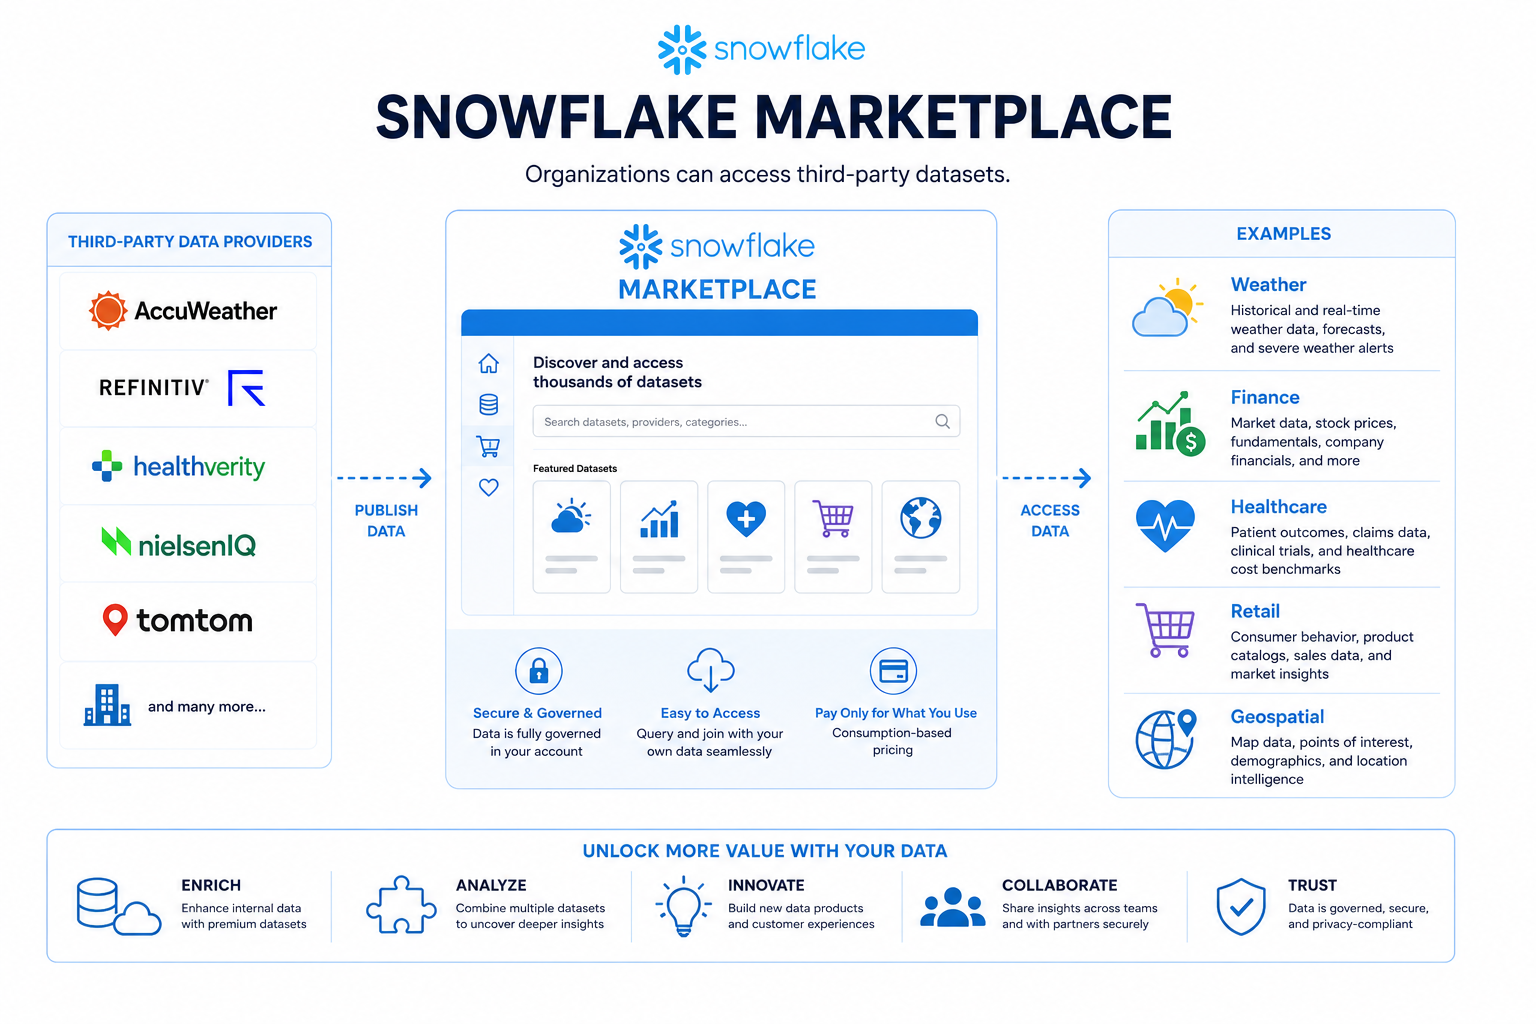 snowflake
SNOWFLAKE MARKETPLACE
Organizations can access third-party datasets.
THIRD-PARTY DATA PROVIDERS
AccuWeather
REFINITIV®
healthverity
nielsenIQ
tomtom
and many more...
PUBLISH
DATA
snowflake
MARKETPLACE
Discover and access
thousands of datasets
Search datasets, providers, categories...
Featured Datasets
Secure & Governed
Data is fully governed
in your account
Easy to Access
Query and join with your
own data seamlessly
Pay Only for What You Use
Consumption-based
pricing
ACCESS
DATA
EXAMPLES
Weather
Historical and real-time
weather data, forecasts,
and severe weather alerts
Finance
Market data, stock prices,
fundamentals, company
financials, and more
$
Healthcare
Patient outcomes, claims data,
clinical trials, and healthcare
cost benchmarks
Retail
Consumer behavior, product
catalogs, sales data, and
market insights
Geospatial
Map data, points of interest,
demographics, and location
intelligence
UNLOCK MORE VALUE WITH YOUR DATA
ENRICH
Enhance internal data
with premium datasets
ANALYZE
Combine multiple datasets
to uncover deeper insights
INNOVATE
Build new data products
and customer experiences
COLLABORATE
Share insights across teams
and with partners securely
TRUST
Data is governed, secure,
and privacy-compliant